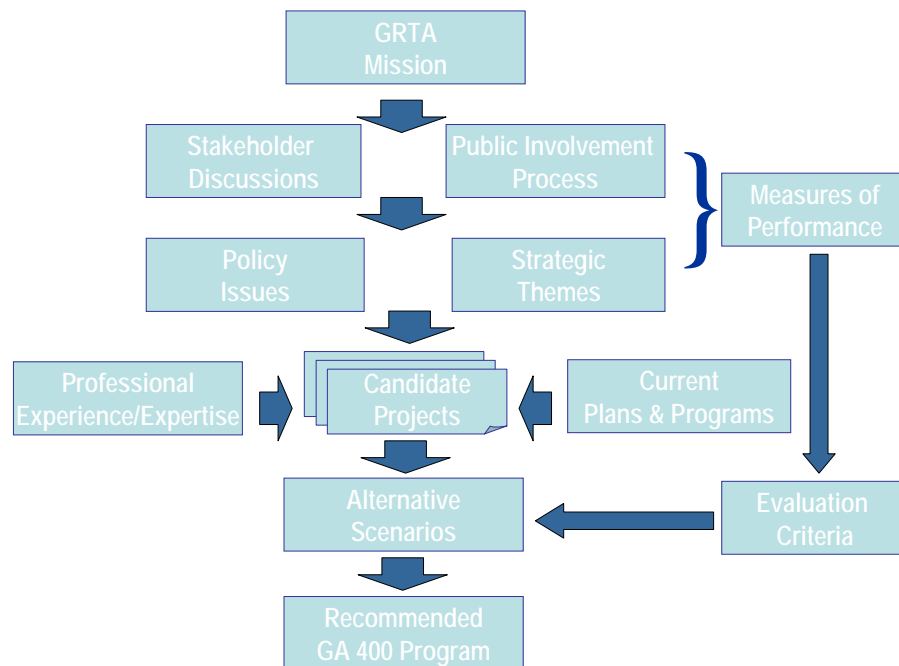 GRTA
Mission
Stakeholder
Discussions
Public Involvement
Process
Measures of
Performance
Policy
Issues
Strategic
Themes
Professional
Experience/Expertise
Candidate
Projects
Current
Plans & Programs
Alternative
Scenarios
Evaluation
Criteria
Recommended
GA 400 Program